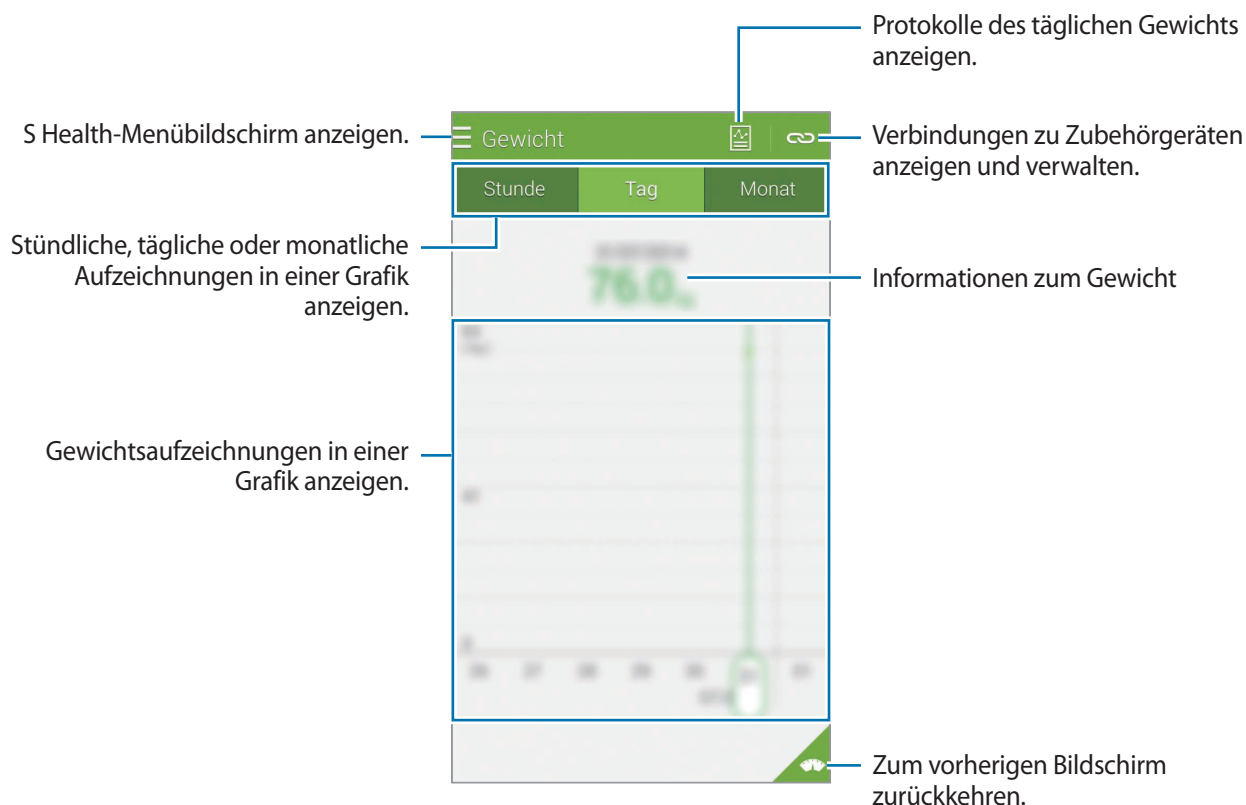 Protokolle des täglichen Gewichts
anzeigen.
S Health-Menübildschirm anzeigen.
Gewicht
Verbindungen zu Zubehörgeräten
anzeigen und verwalten.
Stunde Tag Monat
Stündliche, tägliche oder monatliche
Aufzeichnungen in einer Grafik
anzeigen.
76.0
Informationen zum Gewicht
Gewichtsaufzeichnungen in einer
Grafik anzeigen.
Zum vorherigen Bildschirm
zurückkehren.